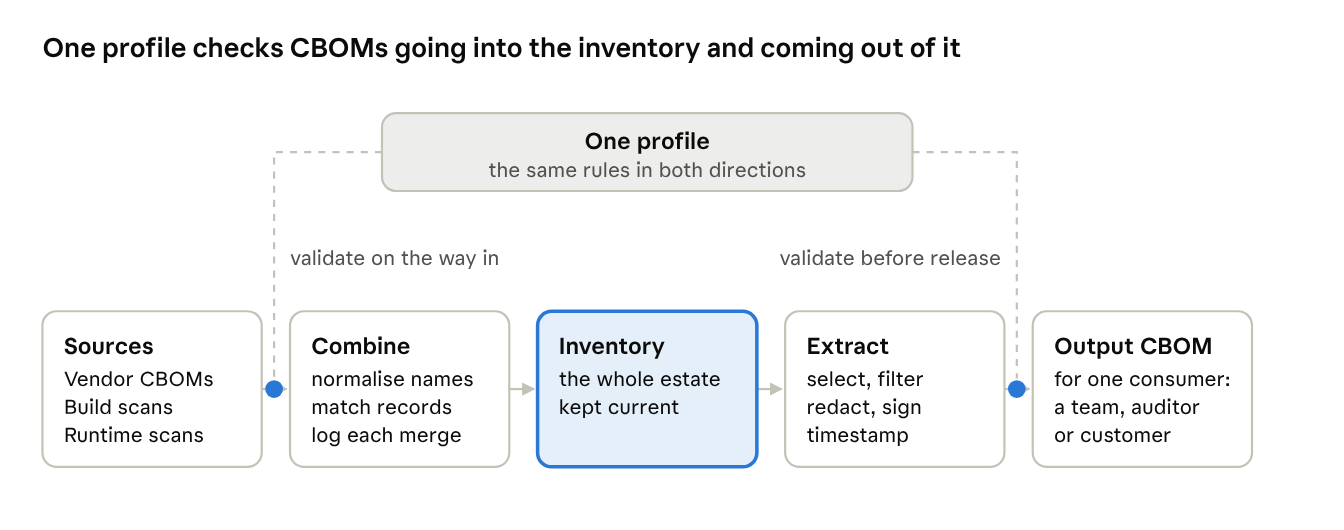 One profile checks CBOMs going into the inventory and coming out of it
One profile
the same rules in both directions
validate on the way in
validate before release
Sources
Vendor CBOMs
Build scans
Runtime scans
Combine
normalise names
match records
log each merge
Inventory
the whole estate
kept current
Extract
select, filter
redact, sign
timestamp
Output CBOM
for one consumer:
a team, auditor
or customer